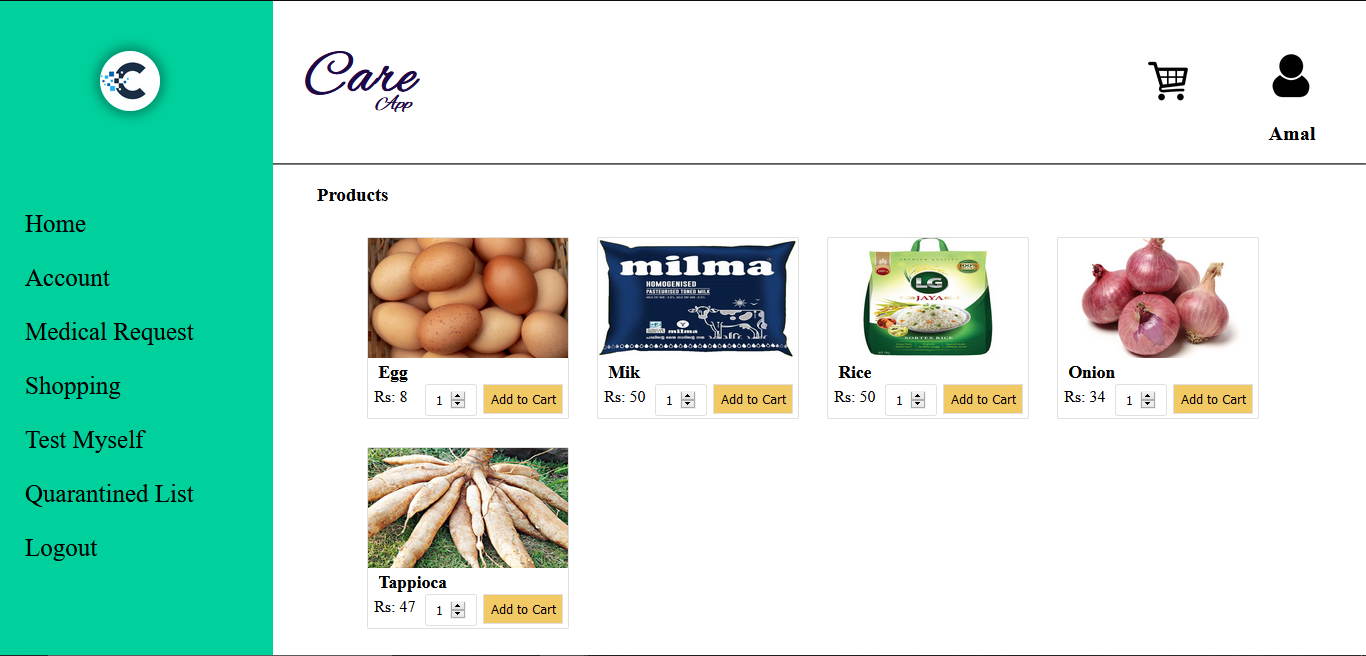 Care
App
Amal
Home
Account
Medical Request
Shopping
Test Myself
Quarantined List
Logout
Products
milma
HOMOGENISED
PASTEURISED TONED MILK
milma
LG
JAYA
SORTEX RICE
Egg
Rs: 8 1 Add to Cart
Mik
Rs: 50 1 Add to Cart
Rice
Rs: 50 1 Add to Cart
Onion
Rs: 34 1 Add to Cart
Tappioca
Rs: 47 1 Add to Cart